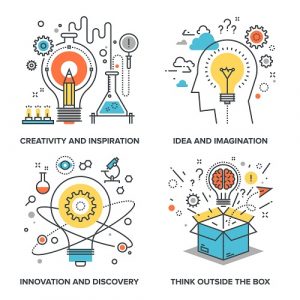 CREATIVITY AND INSPIRATION
IDEA AND IMAGINATION
INNOVATION AND DISCOVERY
THINK OUTSIDE THE BOX